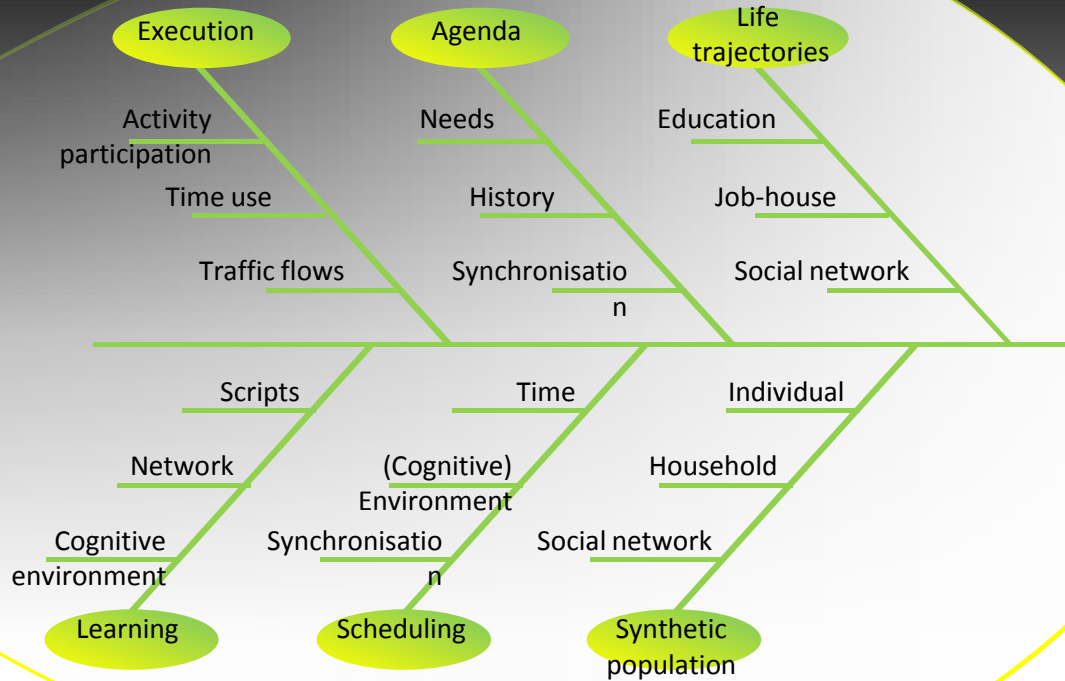 Execution
Agenda
Life
trajectories
Activity
participation
Needs
Education
Time use
History
Job-house
Traffic flows
Synchronisatio
n
Social network
Scripts
Time
Individual
Network
(Cognitive)
Environment
Household
Cognitive
environment
Synchronisatio
n
Social network
Learning
Scheduling
Synthetic
population